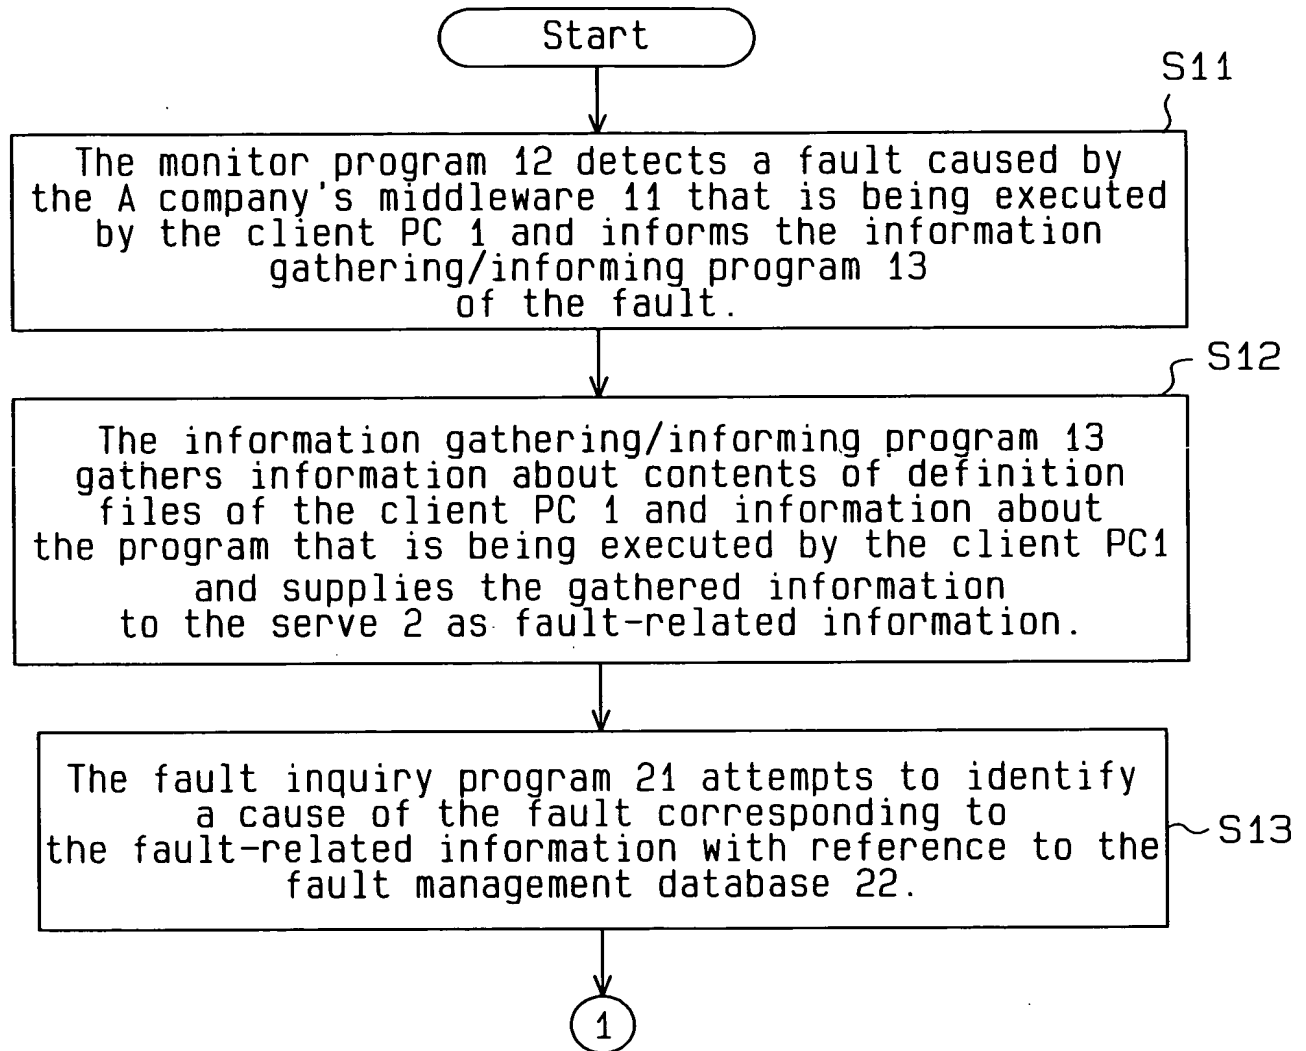 Start
S11
The monitor program 12 detects a fault caused by
the A company's middleware 11 that is being executed
by the client PC 1 and informs the information
gathering/informing program 13
of the fault.
S12
The information gathering/informing program 13
gathers information about contents of definition
files of the client PC 1 and information about
the program that is being executed by the client PC1
and supplies the gathered information
to the serve 2 as fault-related information.
The fault inquiry program 21 attempts to identify
a cause of the fault corresponding to
the fault-related information with reference to the
fault management database 22.
S13
1